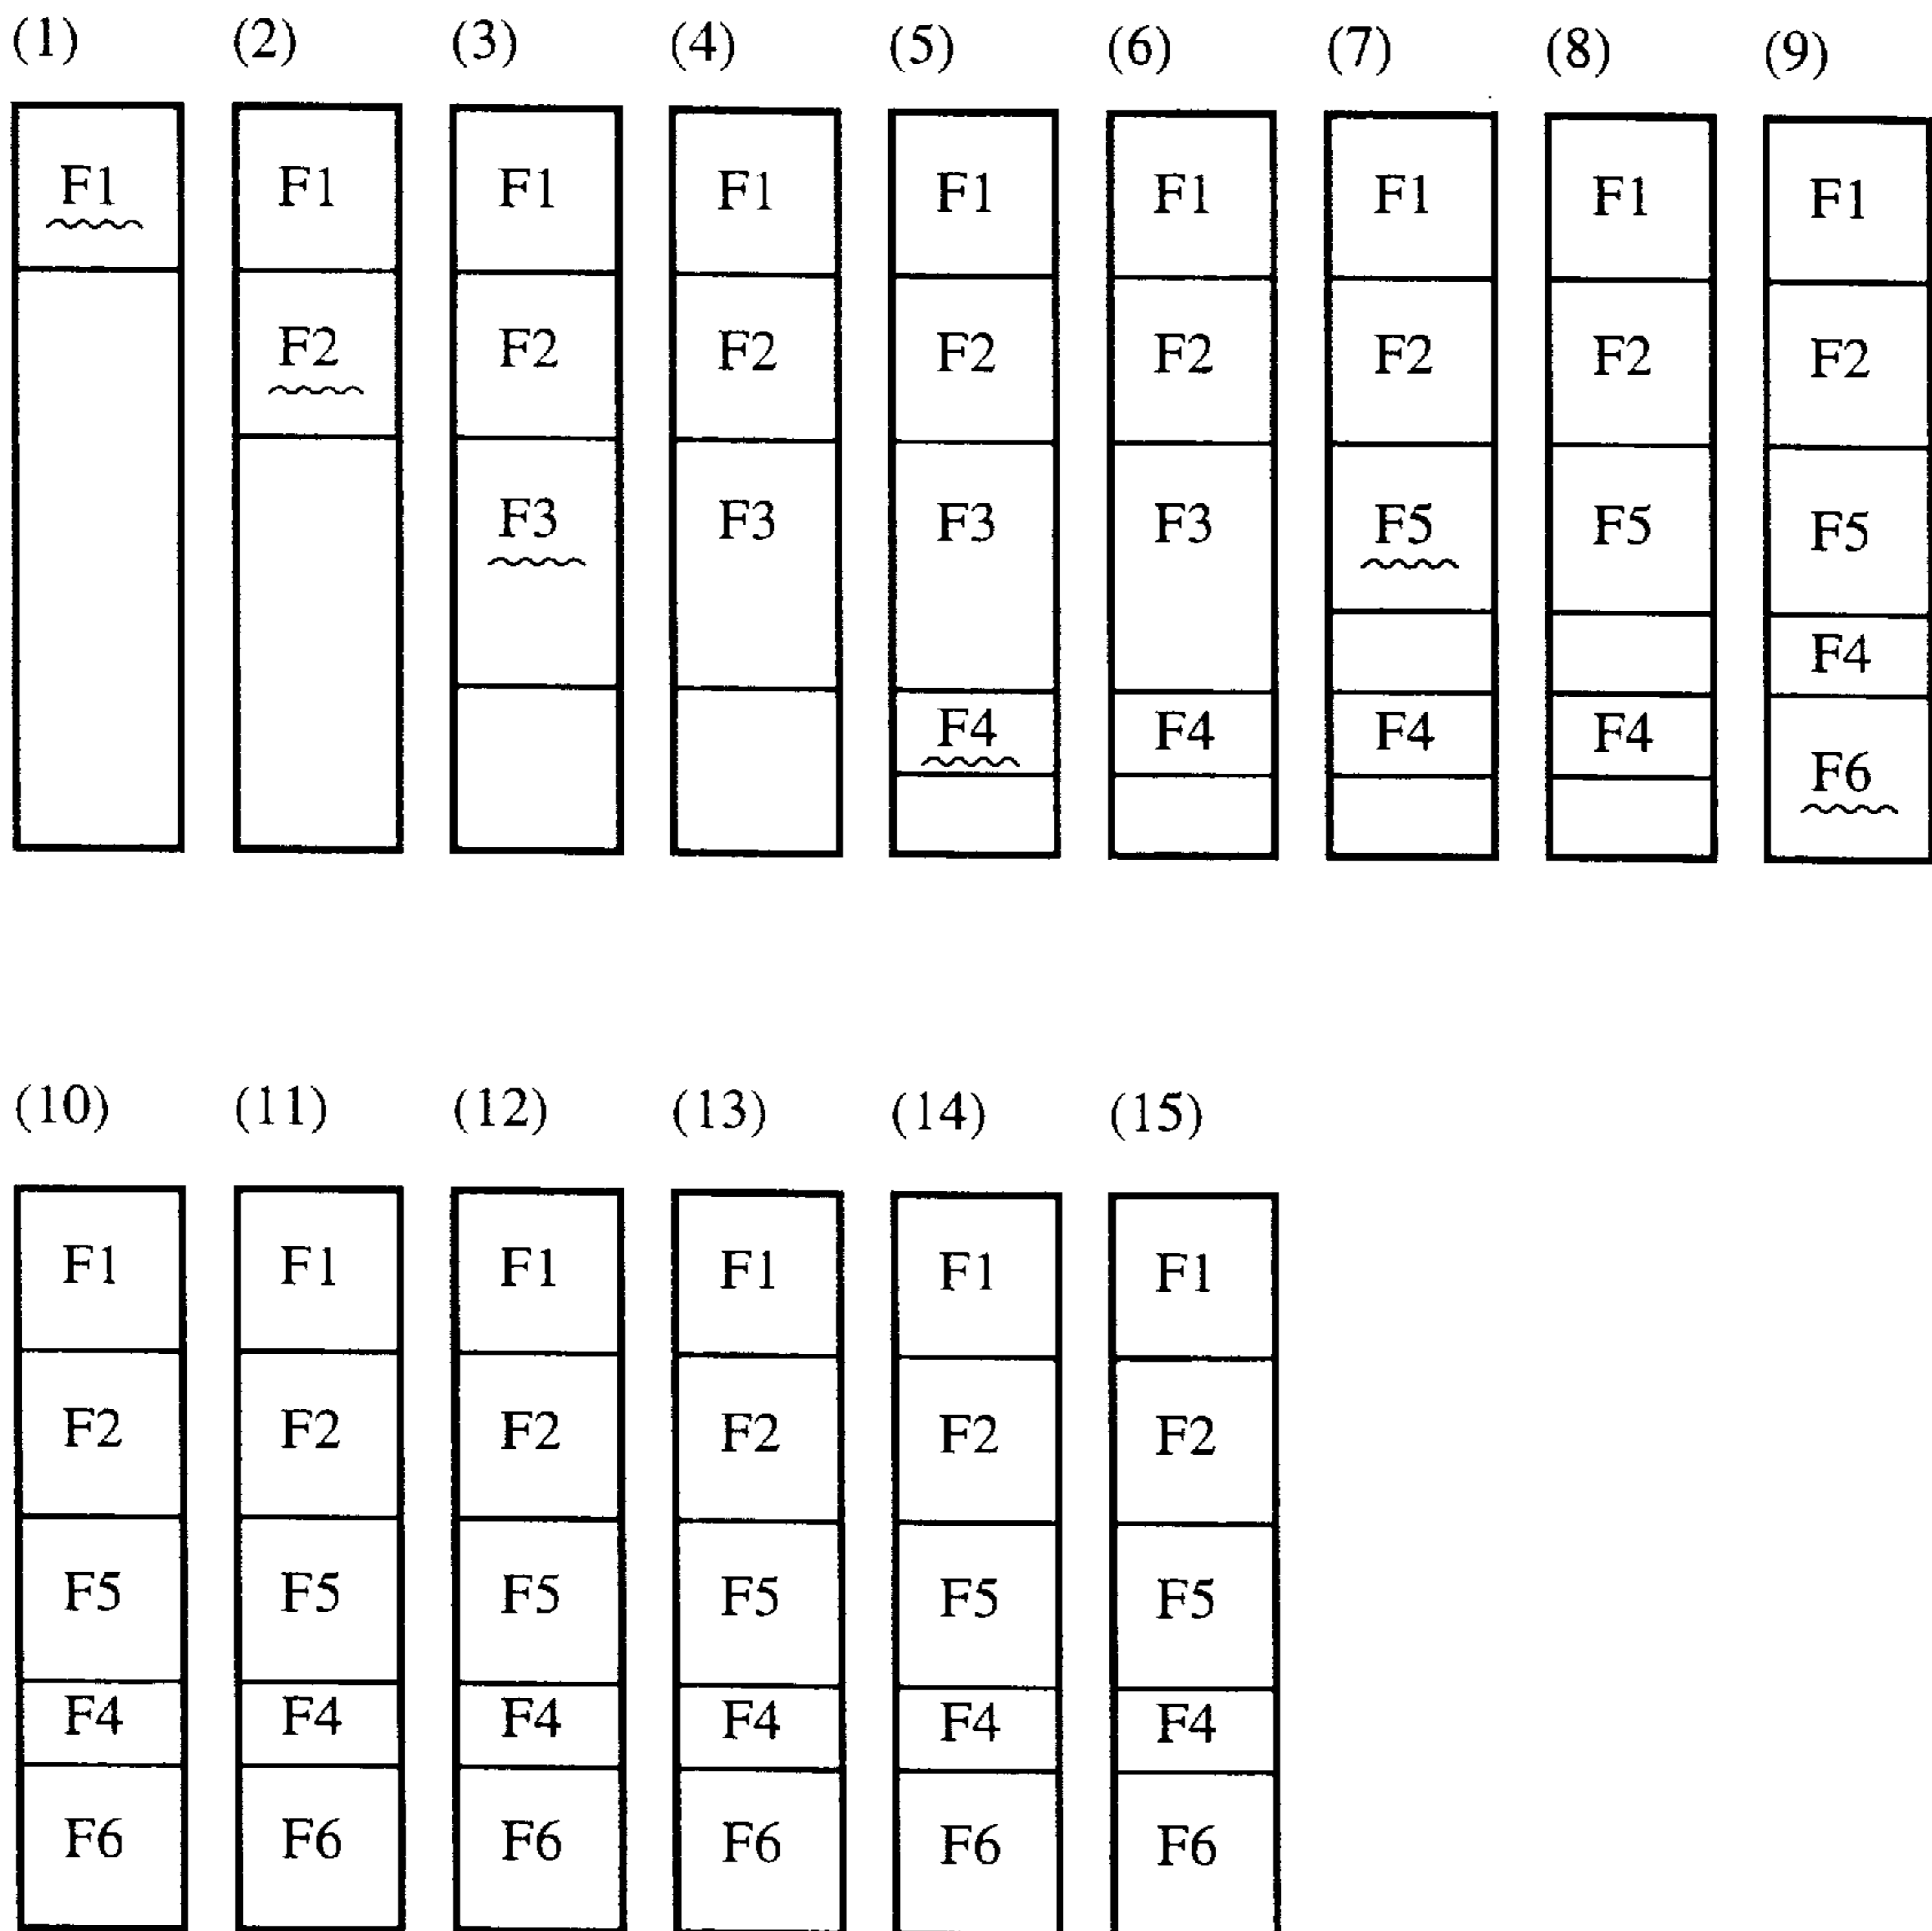 (1) (2) (3) (4) (5) (6) (7) (8) (9)
F1 F1 F1 F1 F1 F1 F1 F1 F1
F2 F2 F2 F2 F2 F2 F2 F2
F3 F3 F3 F3 F5 F5 F5
F4
F4 F4 F4 F4
F6
(10) (11) (12) (13) (14) (15)
F1 F1 F1 F1 F1 F1
F2 F2 F2 F2 F2 F2
F5 F5 F5 F5 F5 F5
F4 F4 F4 F4 F4 F4
F6 F6 F6 F6 F6 F6